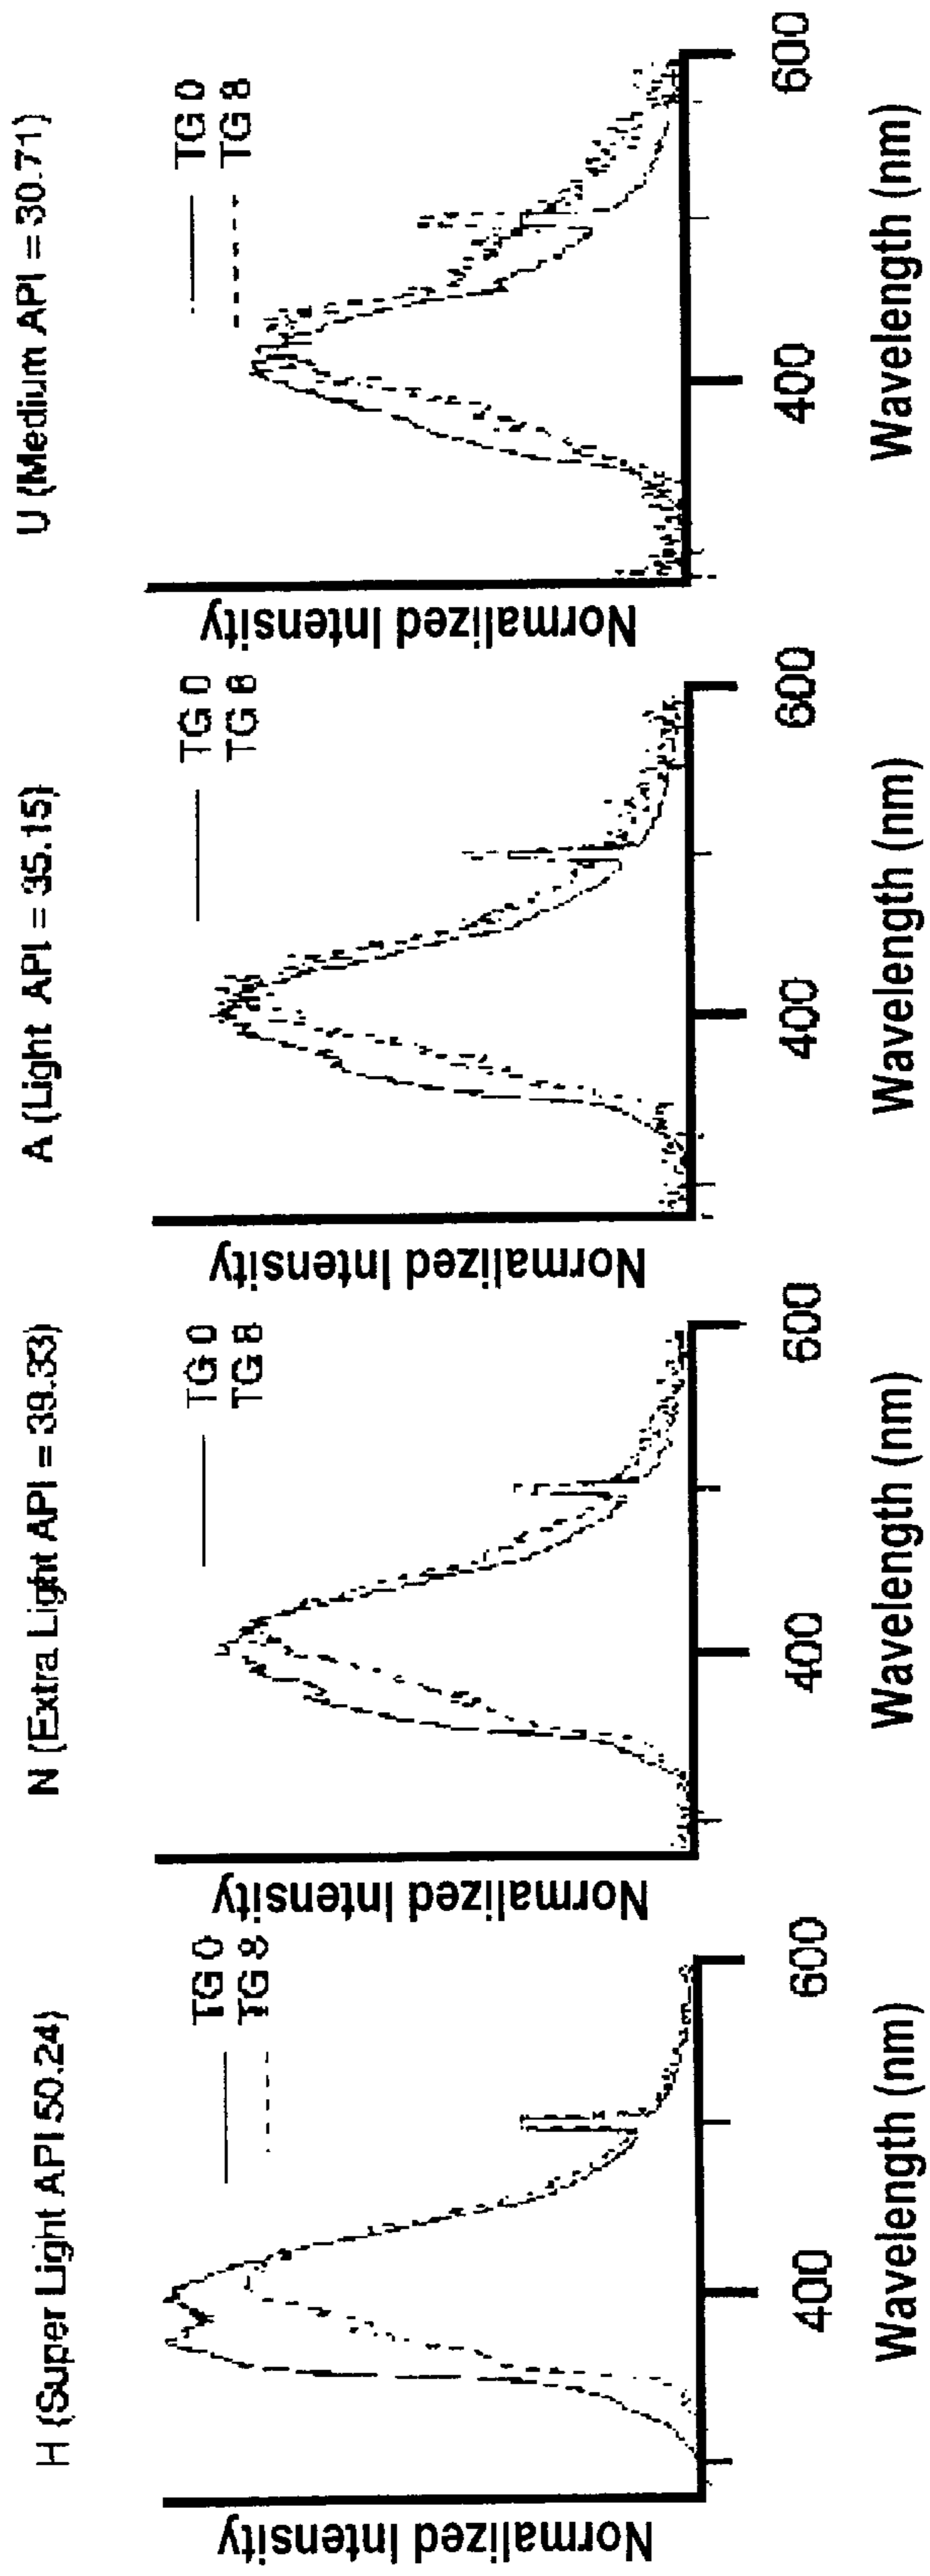 H (Super Light API 50.24)
TG 0
TG 8
Normalized Intensity
400
600
Wavelength (nm)
N (Extra Light API = 39.33)
TG 0
TG 8
Normalized Intensity
400
600
Wavelength (nm)
A (Light API = 35.15)
TG 0
TG 8
Normalized Intensity
400
600
Wavelength (nm)
U (Medium API = 30.71)
TG 0
TG 8
Normalized Intensity
400
600
Wavelength (nm)